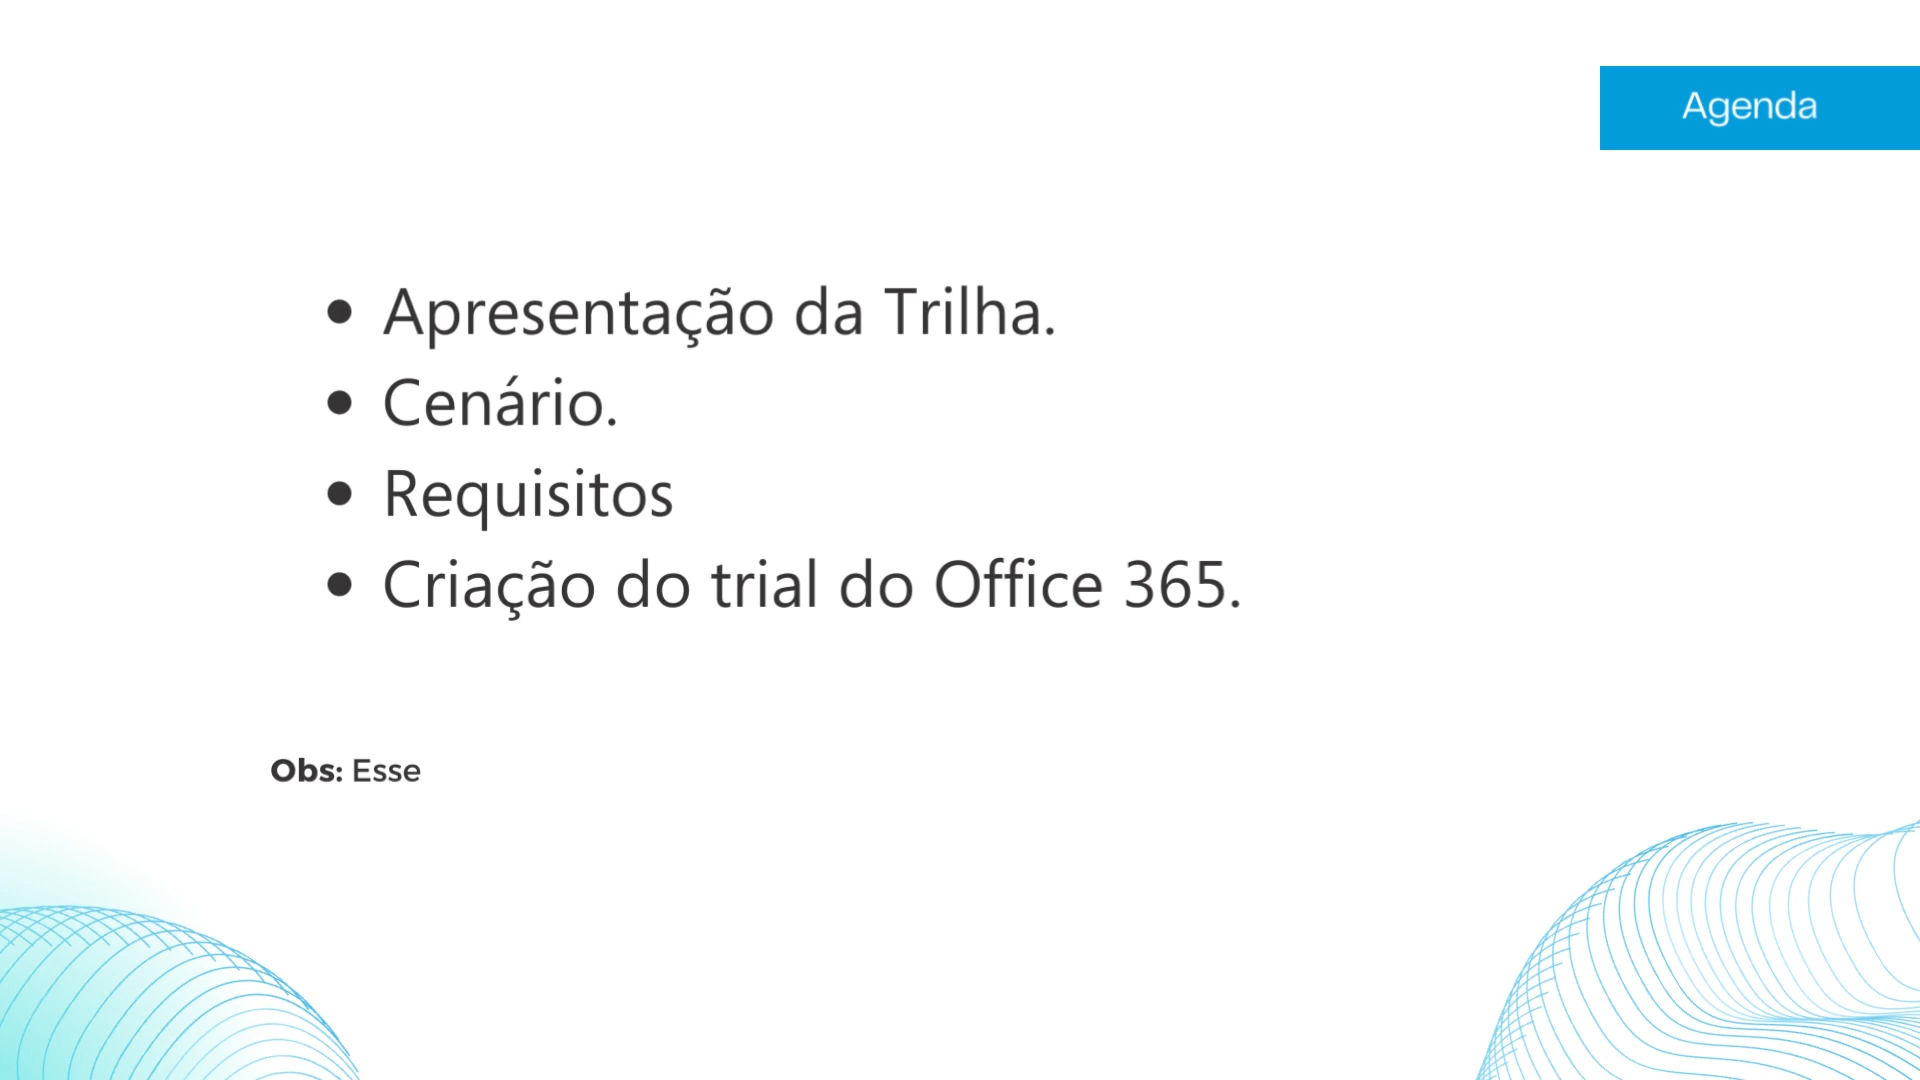 Agenda
• Apresentação da Trilha.
• Cenário.
• Requisitos
• Criação do trial do Office 365.
Obs: Esse